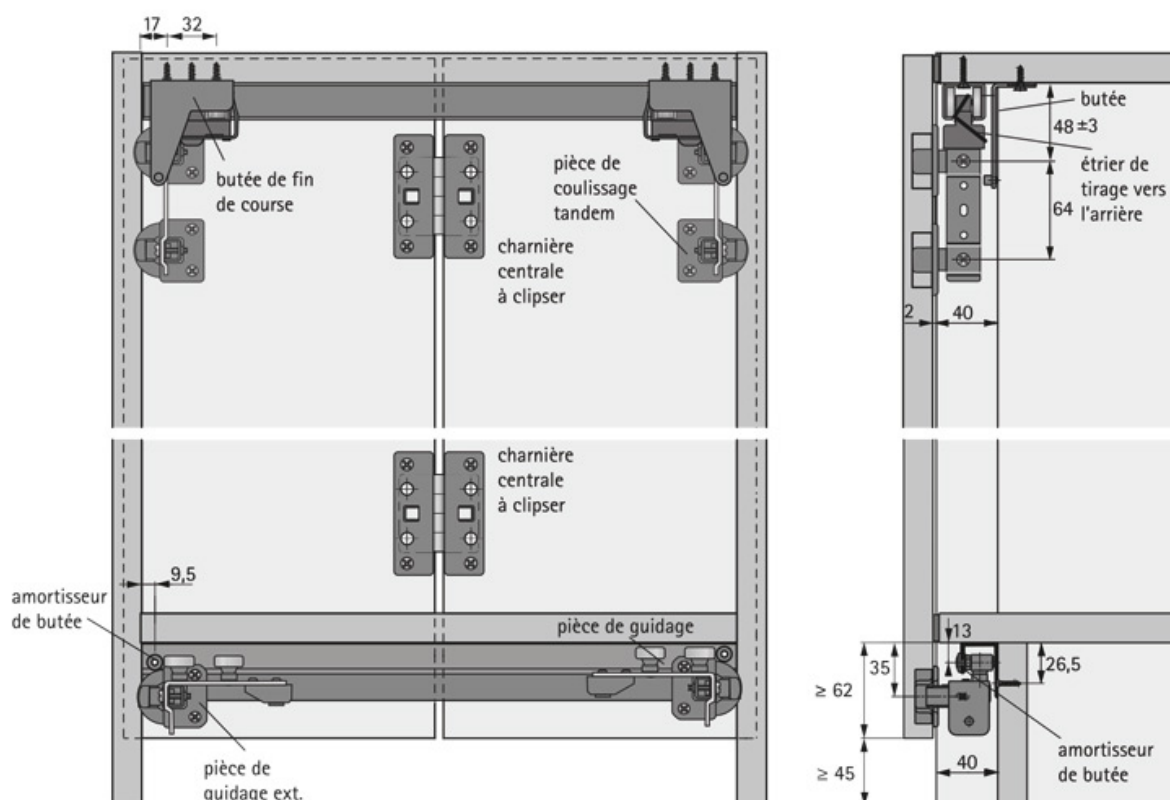 17
32
butée de fin
de course
pièce de
coulissage
tandem
charnière
centrale
à clipser
charnière
centrale
à clipser
9,5
amortisseur
de butée
pièce de guidage
pièce de
guidage ext.
butée
48 ±3
étrier de
tirage vers
l'arrière
64
2
40
13
35
26,5
≥ 62
amortisseur
de butée
40
≥ 45